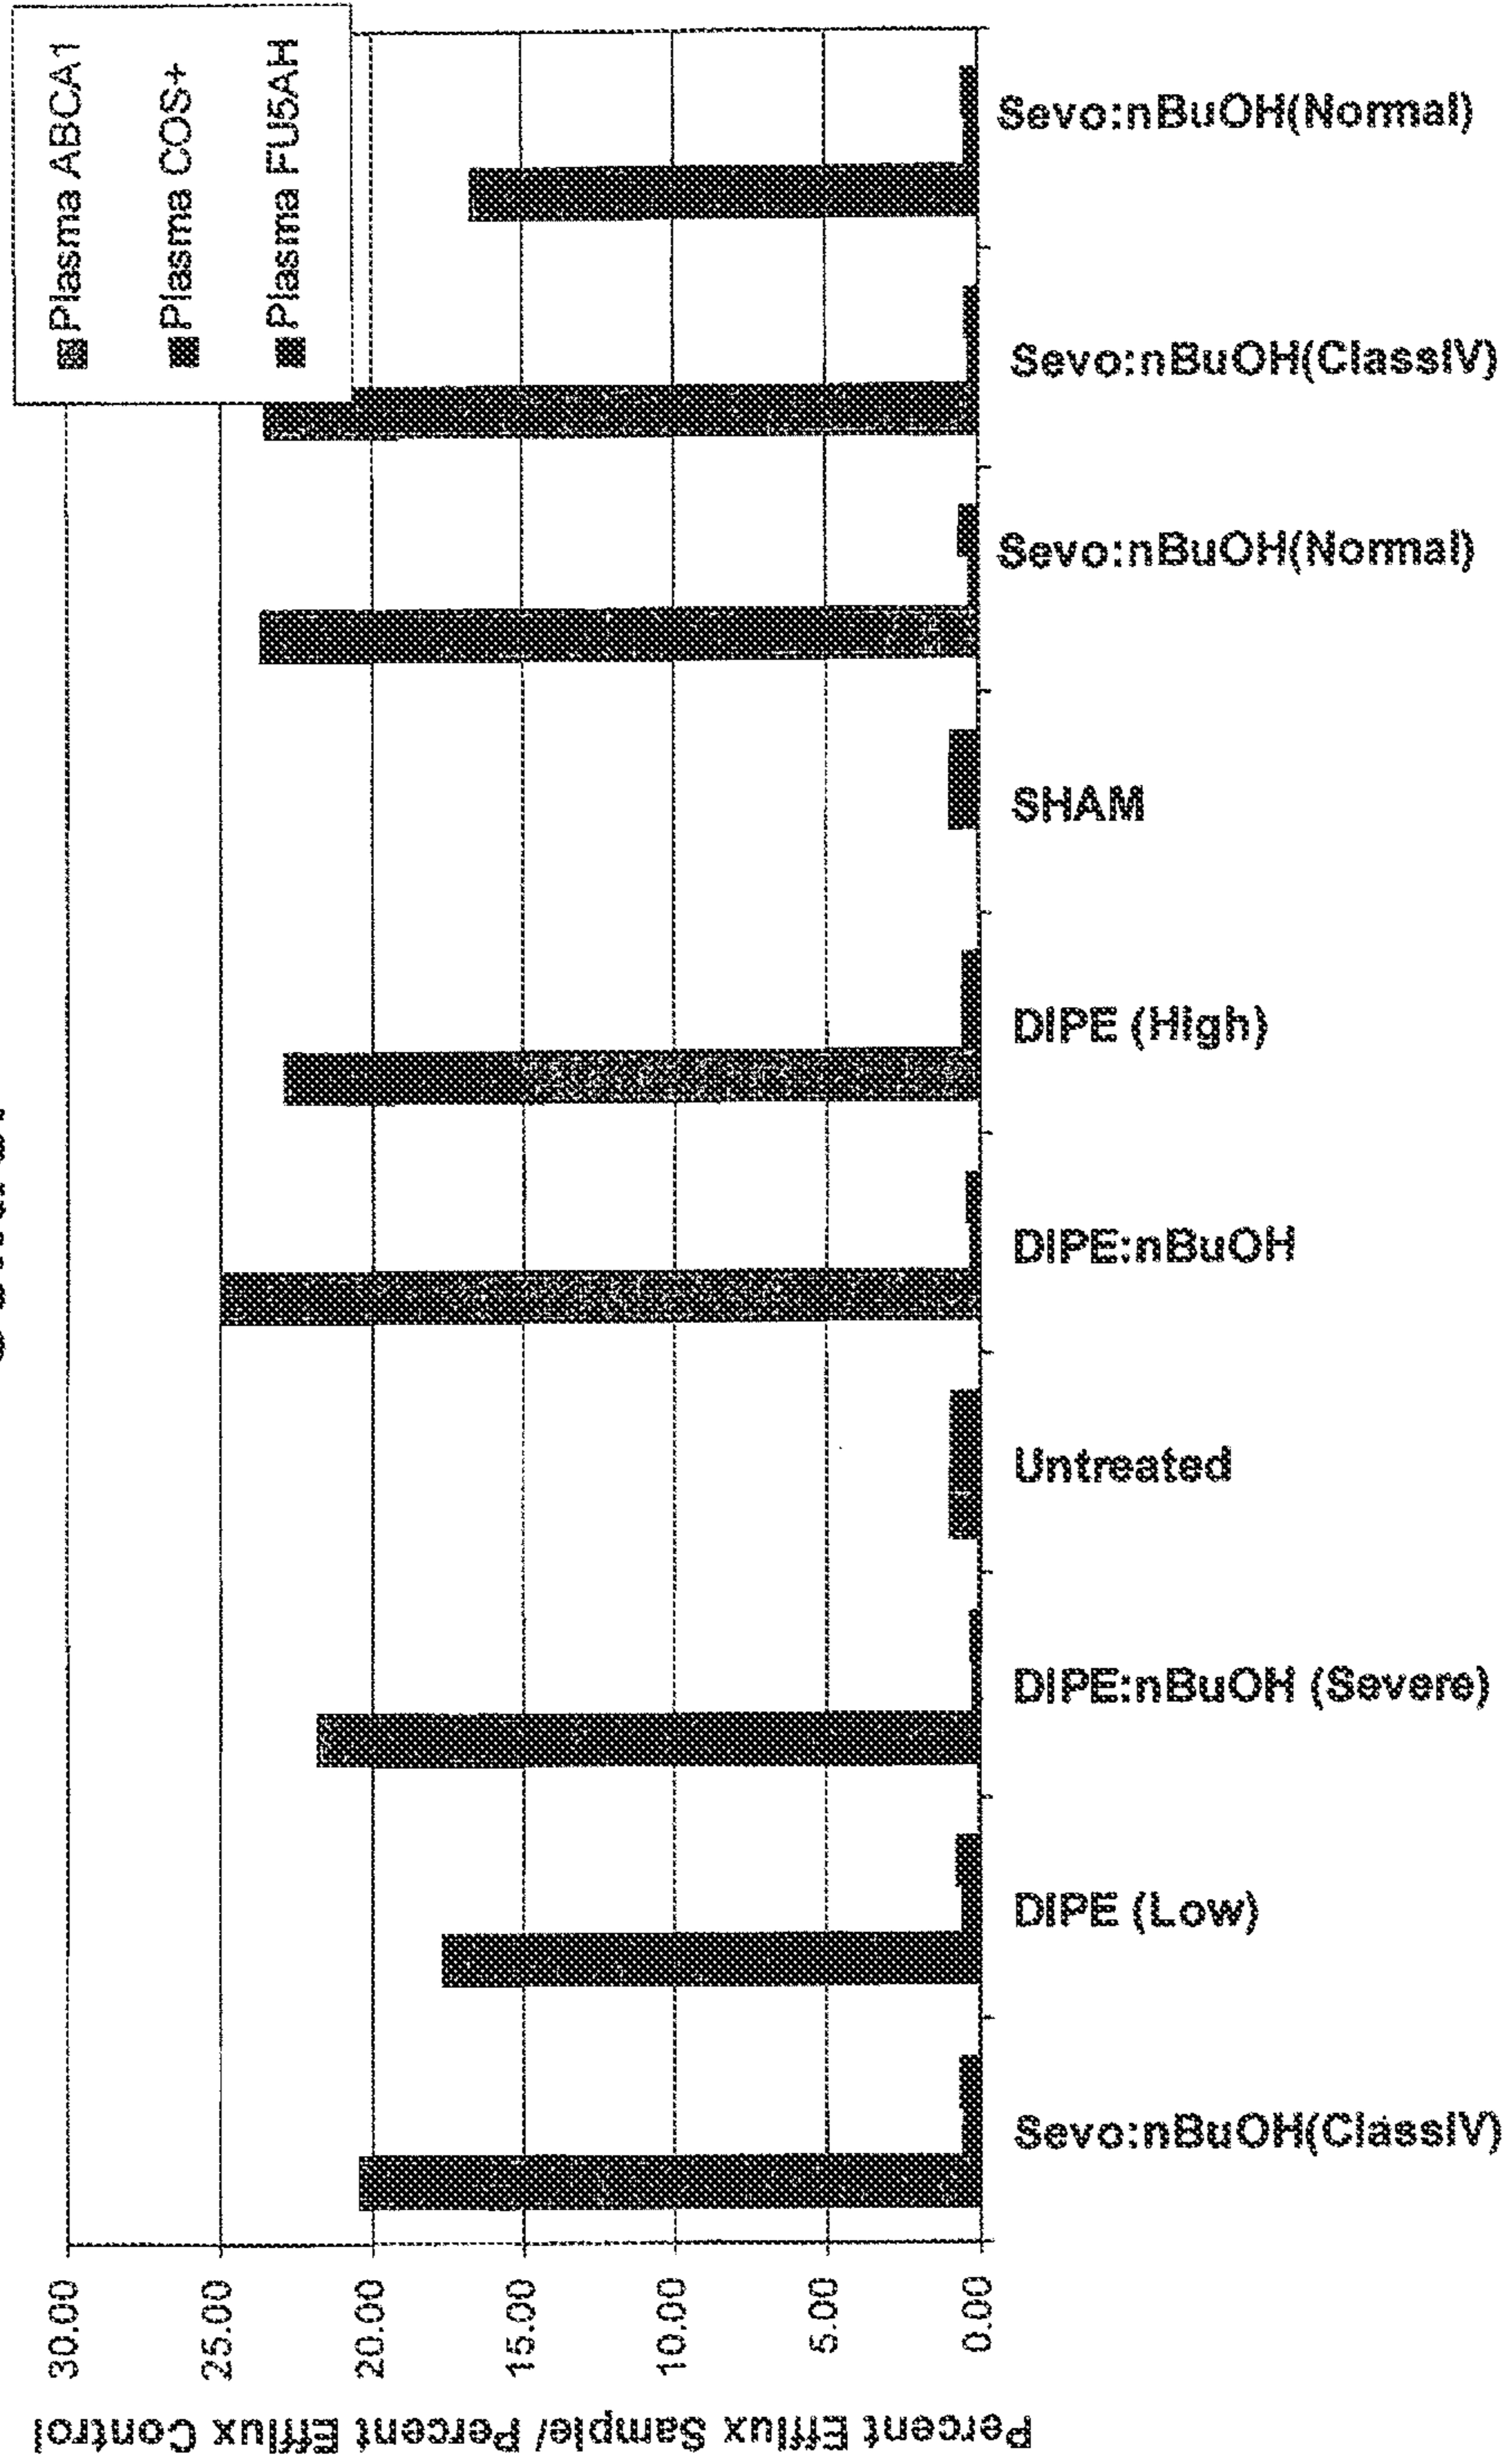 Plasma ABCA1
Plasma COS+
Plasma FU5AH
Percent Efflux Sample/ Percent Efflux Control
30.00
25.00
20.00
15.00
10.00
5.00
0.00
Sevo:nBuOH(ClassIV)
DIPE (Low)
DIPE:nBuOH (Severe)
Untreated
DIPE:nBuOH
DIPE (High)
SHAM
Sevo:nBuOH(Normal)
Sevo:nBuOH(ClassIV)
Sevo:nBuOH(Normal)